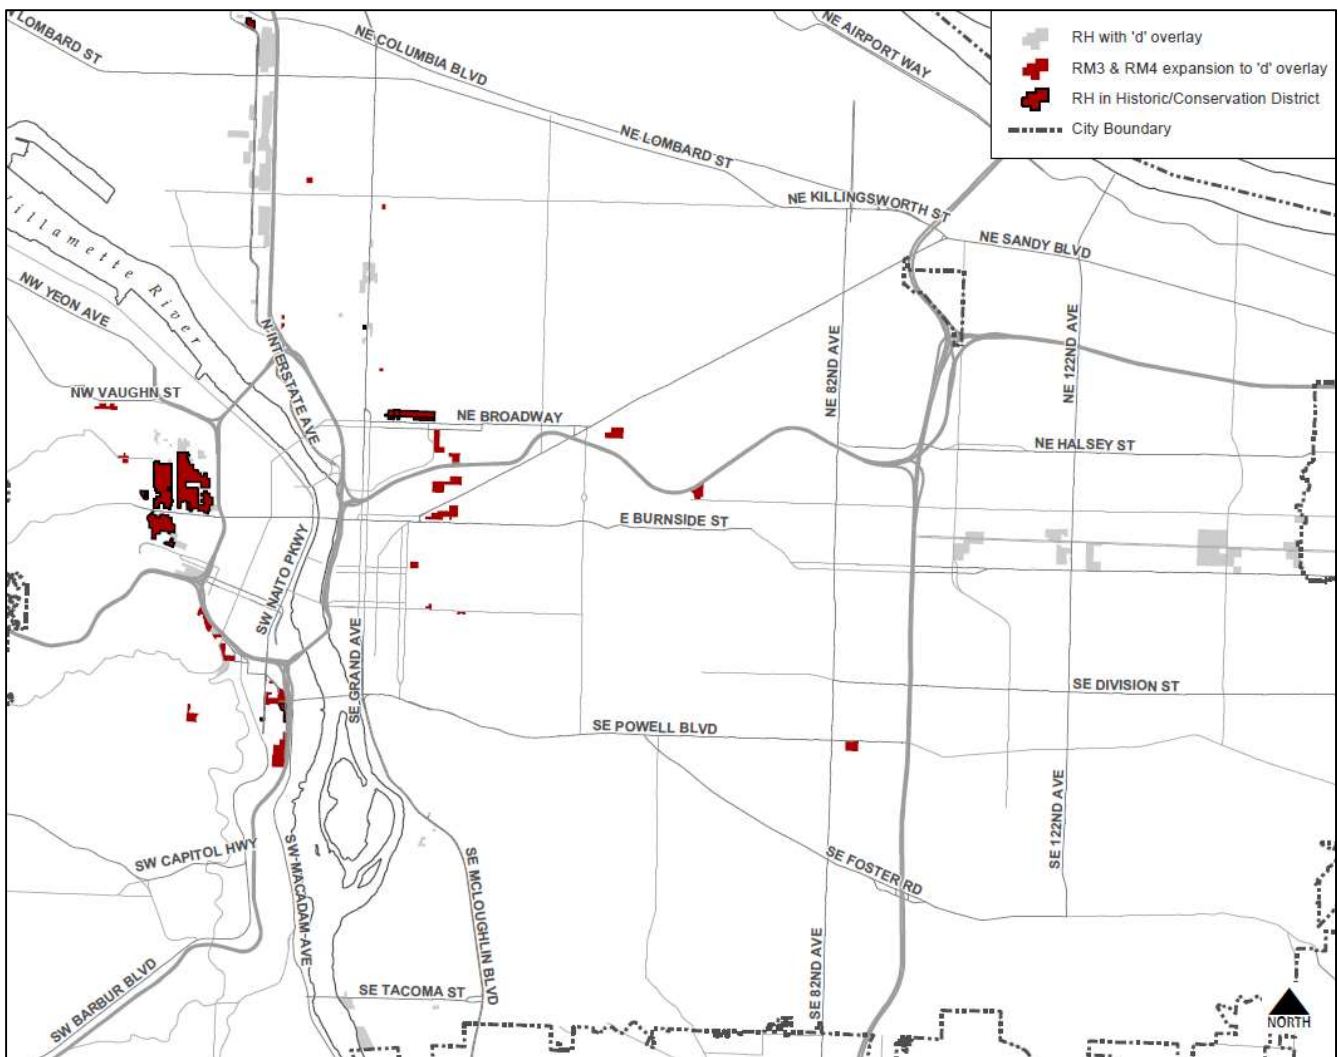 LOMBARD ST
NE COLUMBIA BLVD
NE AIRPORT WAY
RH with 'd' overlay
RM3 & RM4 expansion to 'd' overlay
RH in Historic/Conservation District
City Boundary
NE LOMBARD ST
NE KILLINGSWORTH ST
NE SANDY BLVD
illamette River
NW YEON AVE
N INTERSTATE AVE
NE 82ND AVE
NE 122ND AVE
NW VAUGHN ST
NE BROADWAY
NE HALSEY ST
E BURNSIDE ST
SW NAITO PKWY
SE GRAND AVE
SE DIVISION ST
SE POWELL BLVD
SE 122ND AVE
SW CAPITOL HWY
SW MACADAM AVE
SE MCLOUGHLIN BLVD
SE FOSTER RD
SW BARBUR BLVD
SE TACOMA ST
SE 82ND AVE
NORTH